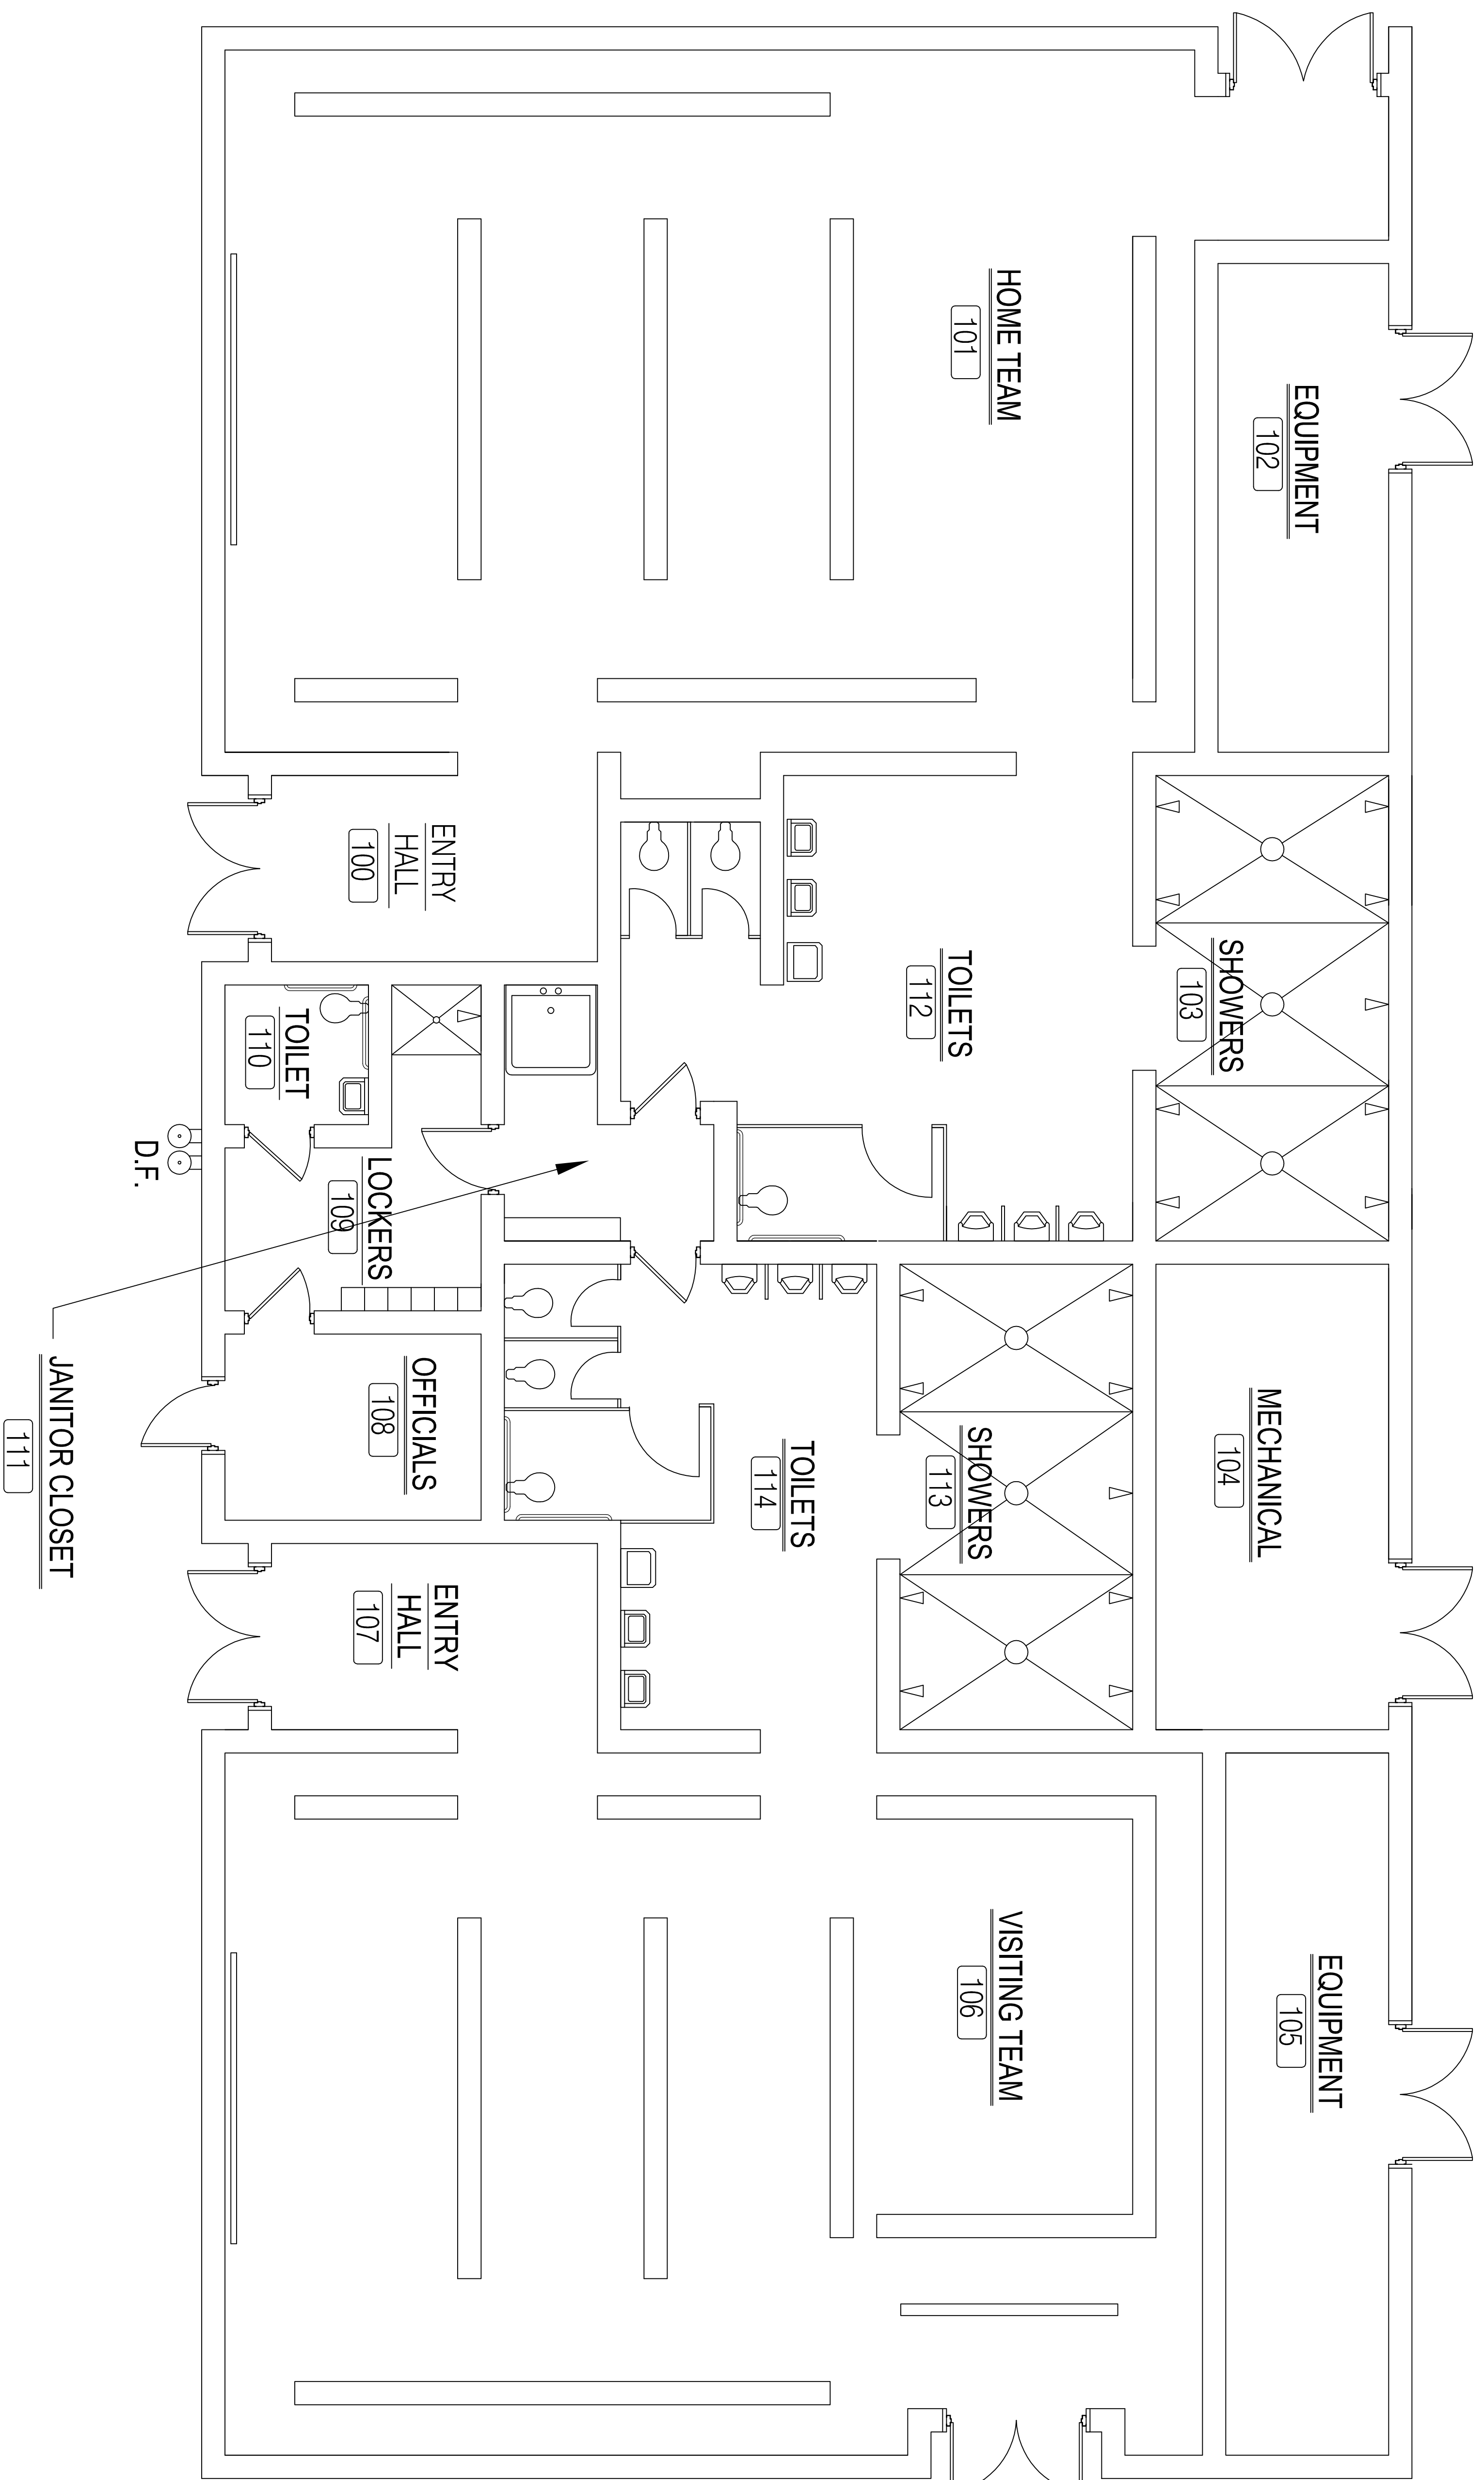 HOME TEAM
101
EQUIPMENT
102
ENTRY
HALL
100
TOILETS
112
SHOWERS
103
TOILET
110
D.F.
LOCKERS
109
OFFICIALS
108
JANITOR CLOSET
111
TOILETS
114
SHOWERS
113
MECHANICAL
104
ENTRY
HALL
107
VISITING TEAM
106
EQUIPMENT
105